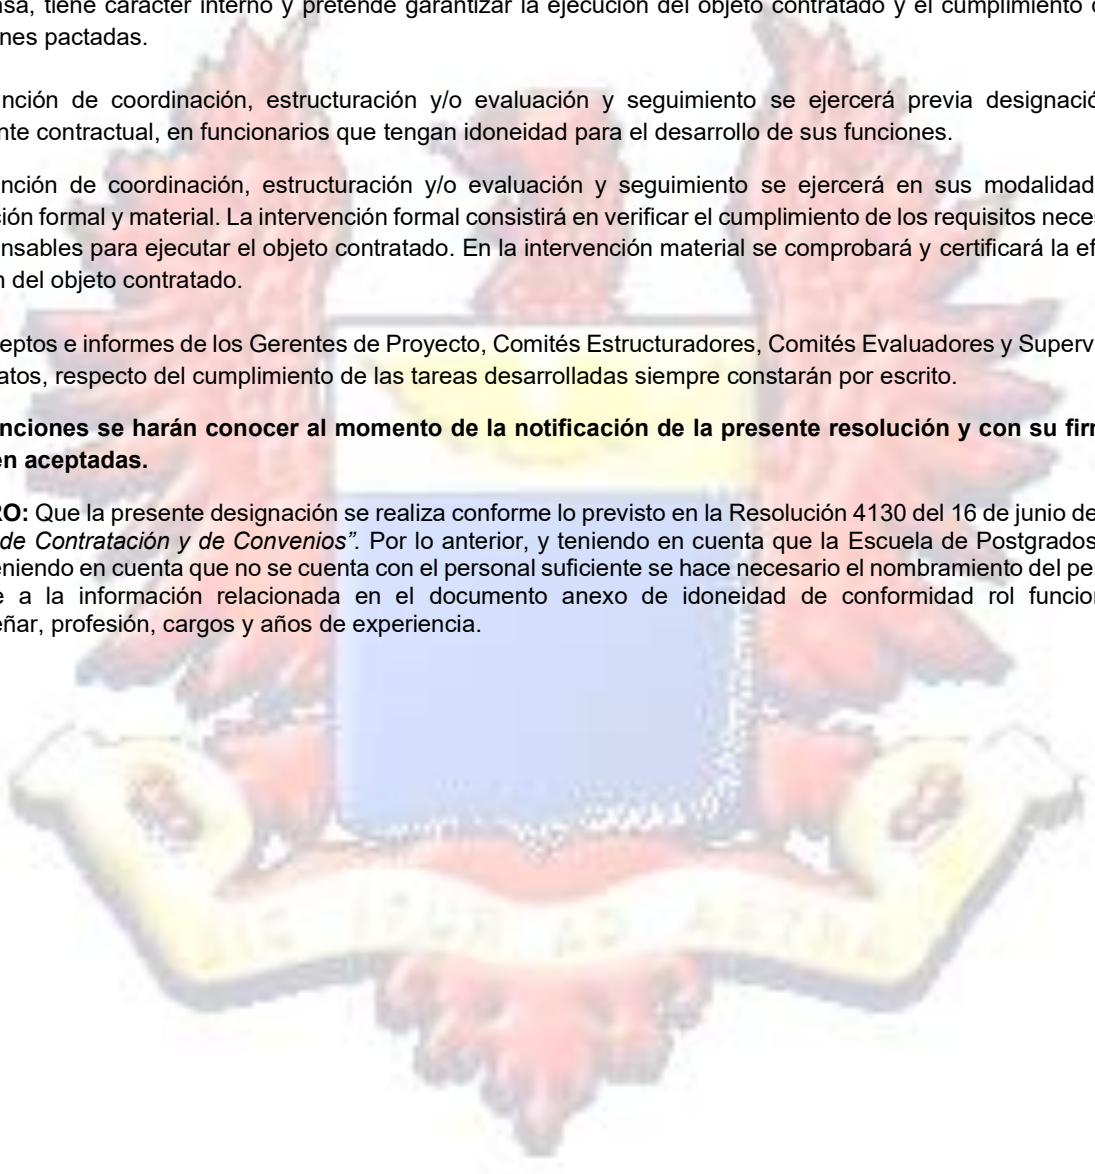 nsa, tiene carácter interno y pretende garantizar la ejecución del objeto contratado y el cumplimiento
nes pactadas.
nción de coordinación, estructuración y/o evaluación y seguimiento se ejercerá previa designació
nte contractual, en funcionarios que tengan idoneidad para el desarrollo de sus funciones.
nción de coordinación, estructuración y/o evaluación y seguimiento se ejercerá en sus modalidad
ción formal y material. La intervención formal consistirá en verificar el cumplimiento de los requisitos nece
ensables para ejecutar el objeto contratado. En la intervención material se comprobará y certificará la ef
n del objeto contratado.
eptos e informes de los Gerentes de Proyecto, Comités Estructuradores, Comités Evaluadores y Superv
atos, respecto del cumplimiento de las tareas desarrolladas siempre constarán por escrito.
nciones se harán conocer al momento de la notificación de la presente resolución y con su firm
en aceptadas.
RO: Que la presente designación se realiza conforme lo previsto en la Resolución 4130 del 16 de junio de
de Contratación y de Convenios”. Por lo anterior, y teniendo en cuenta que la Escuela de Postgrados
eniendo en cuenta que no se cuenta con el personal suficiente se hace necesario el nombramiento del pe
e a la información relacionada en el documento anexo de idoneidad de conformidad rol funcio
ñar, profesión, cargos y años de experiencia.